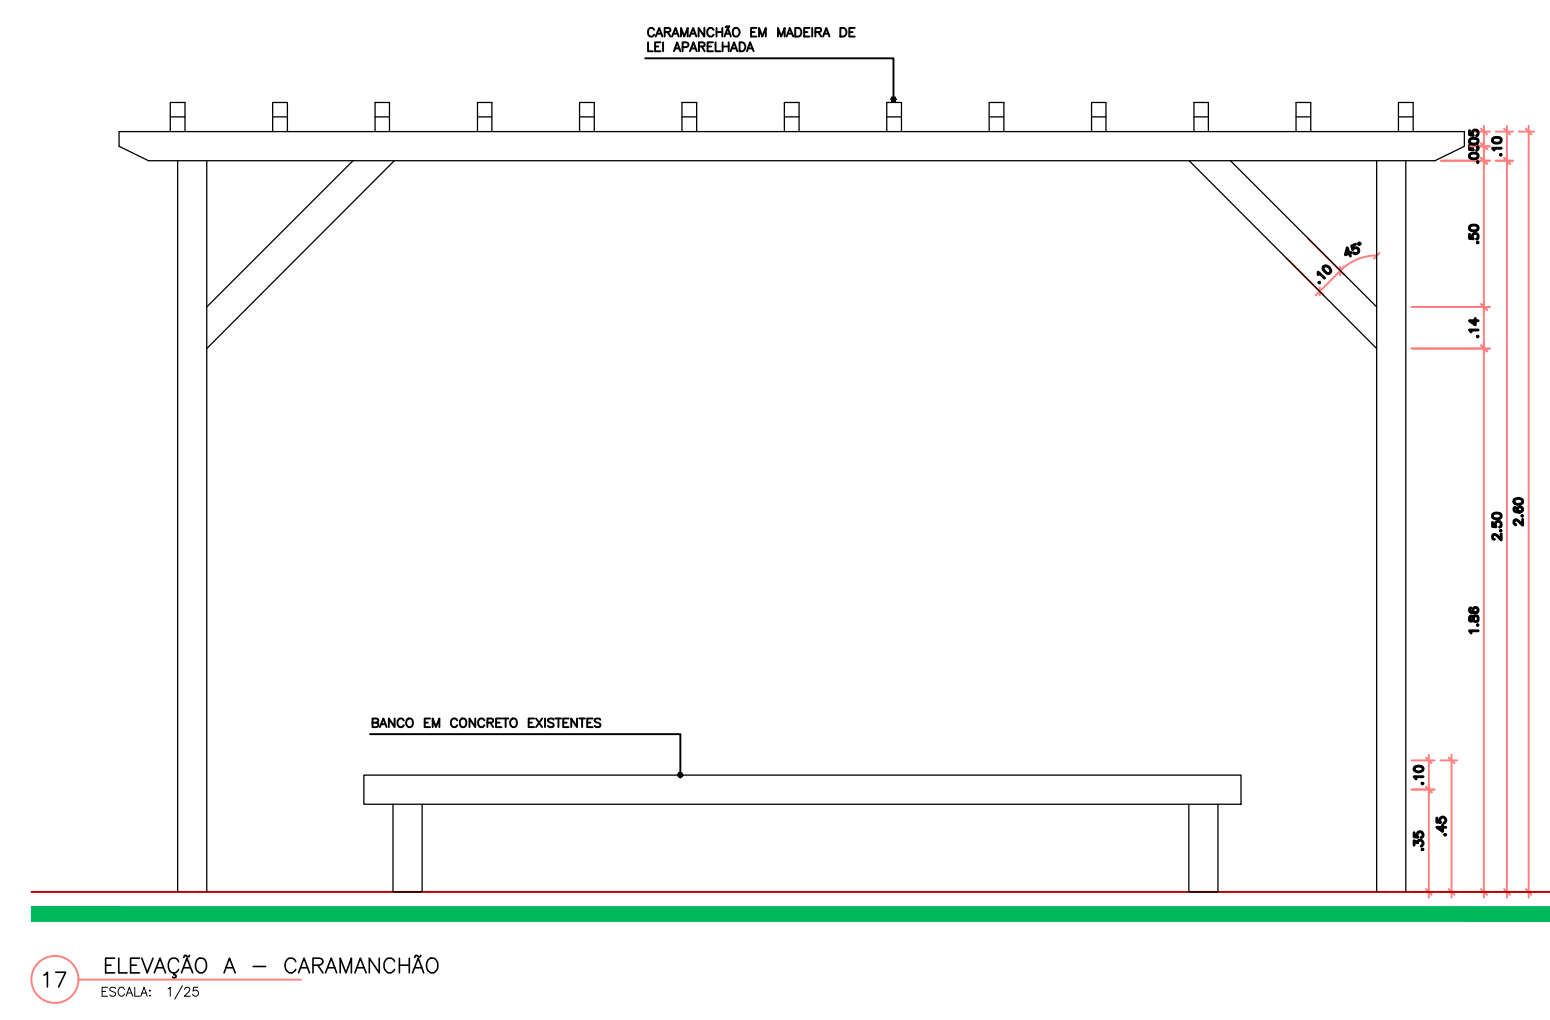 CARAMANCHÃO EM MADEIRA DE
LEI APARELHADA
.05
.05
.10
.50
45°
.10
.14
2.60
2.50
1.86
BANCO EM CONCRETO EXISTENTES
.10
.45
.35
17
ELEVAÇÃO A – CARAMANCHÃO
ESCALA: 1/25